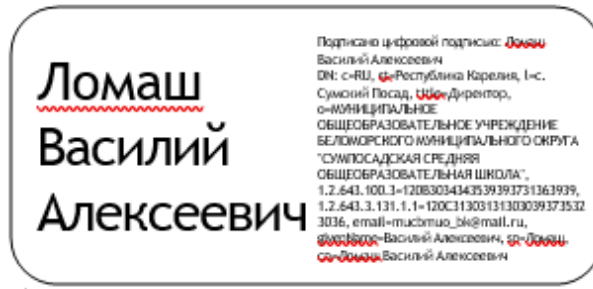 Ломаш
Василий
Алексеевич
Подписано цифровой подписью: Ломаш
Василий Алексеевич
DN: c=RU, st=Республика Карелия, l=с.
Сумский Посад, title=Директор,
o=МУНИЦИПАЛЬНОЕ
ОБЩЕОБРАЗОВАТЕЛЬНОЕ УЧРЕЖДЕНИЕ
БЕЛОМОРСКОГО МУНИЦИПАЛЬНОГО ОКРУГА
"СУМПОСАДСКАЯ СРЕДНЯЯ
ОБЩЕОБРАЗОВАТЕЛЬНАЯ ШКОЛА",
1.2.643.100.3=120B3034343539393731363939,
1.2.643.3.131.1.1=120C31303131303039373532
3036, email=mucbmuo_bk@mail.ru,
givenName=Василий Алексеевич, sn=Ломаш,
cn=Ломаш Василий Алексеевич